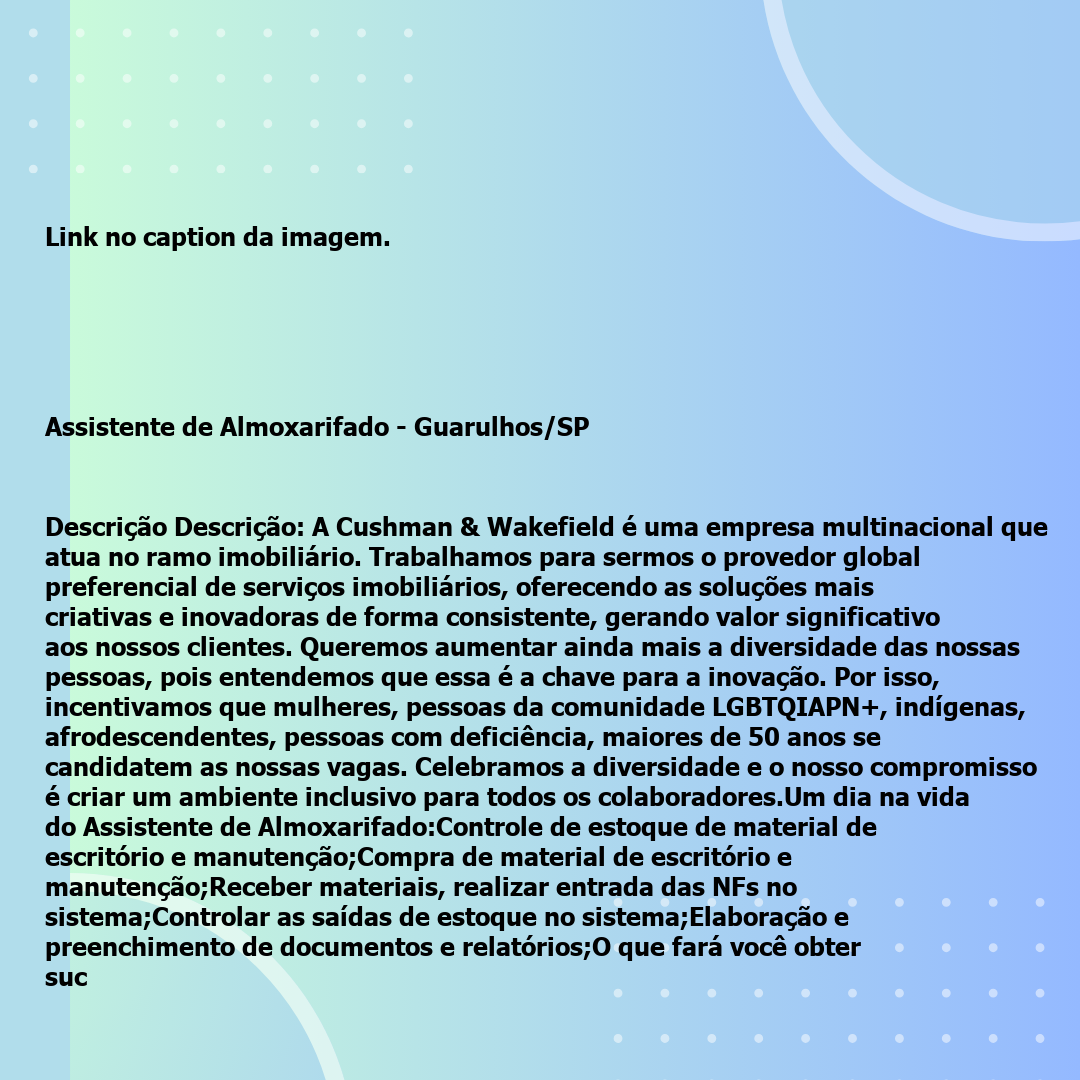 Link no caption da imagem.
Assistente de Almoxarifado - Guarulhos/SP
Descrição Descrição: A Cushman & Wakefield é uma empresa multinacional que
atua no ramo imobiliário. Trabalhamos para sermos o provedor global
preferencial de serviços imobiliários, oferecendo as soluções mais
criativas e inovadoras de forma consistente, gerando valor significativo
aos nossos clientes. Queremos aumentar ainda mais a diversidade das nossas
pessoas, pois entendemos que essa é a chave para a inovação. Por isso,
incentivamos que mulheres, pessoas da comunidade LGBTQIAPN+, indígenas,
afrodescendentes, pessoas com deficiência, maiores de 50 anos se
candidatem as nossas vagas. Celebramos a diversidade e o nosso compromisso
é criar um ambiente inclusivo para todos os colaboradores.Um dia na vida
do Assistente de Almoxarifado:Controle de estoque de material de
escritório e manutenção;Compra de material de escritório e
manutenção;Receber materiais, realizar entrada das NFs no
sistema;Controlar as saídas de estoque no sistema;Elaboração e
preenchimento de documentos e relatórios;O que fará você obter
suc